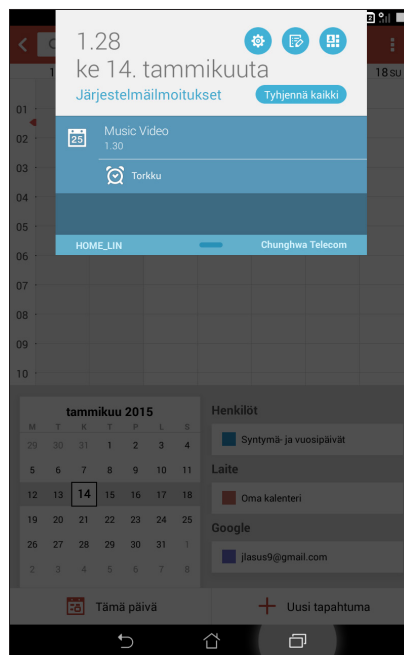 1.28
ke 14. tammikuuta
Järjestelmäilmoitukset
Tyhjennä kaikki
25
Music Video
1.30
Torkku
HOME_LIN
Chunghwa Telecom
18 su
01
02
03
04
05
06
07
08
09
10
tammikuu 2015
M T K T P L S
29 30 31 1 2 3 4
5 6 7 8 9 10 11
12 13 14 15 16 17 18
19 20 21 22 23 24 25
26 27 28 29 30 31 1
2 3 4 5 6 7 8
Henkilöt
Syntymä- ja vuosipäivät
Laite
Oma kalenteri
Google
jlasus9@gmail.com
Tämä päivä
Uusi tapahtuma